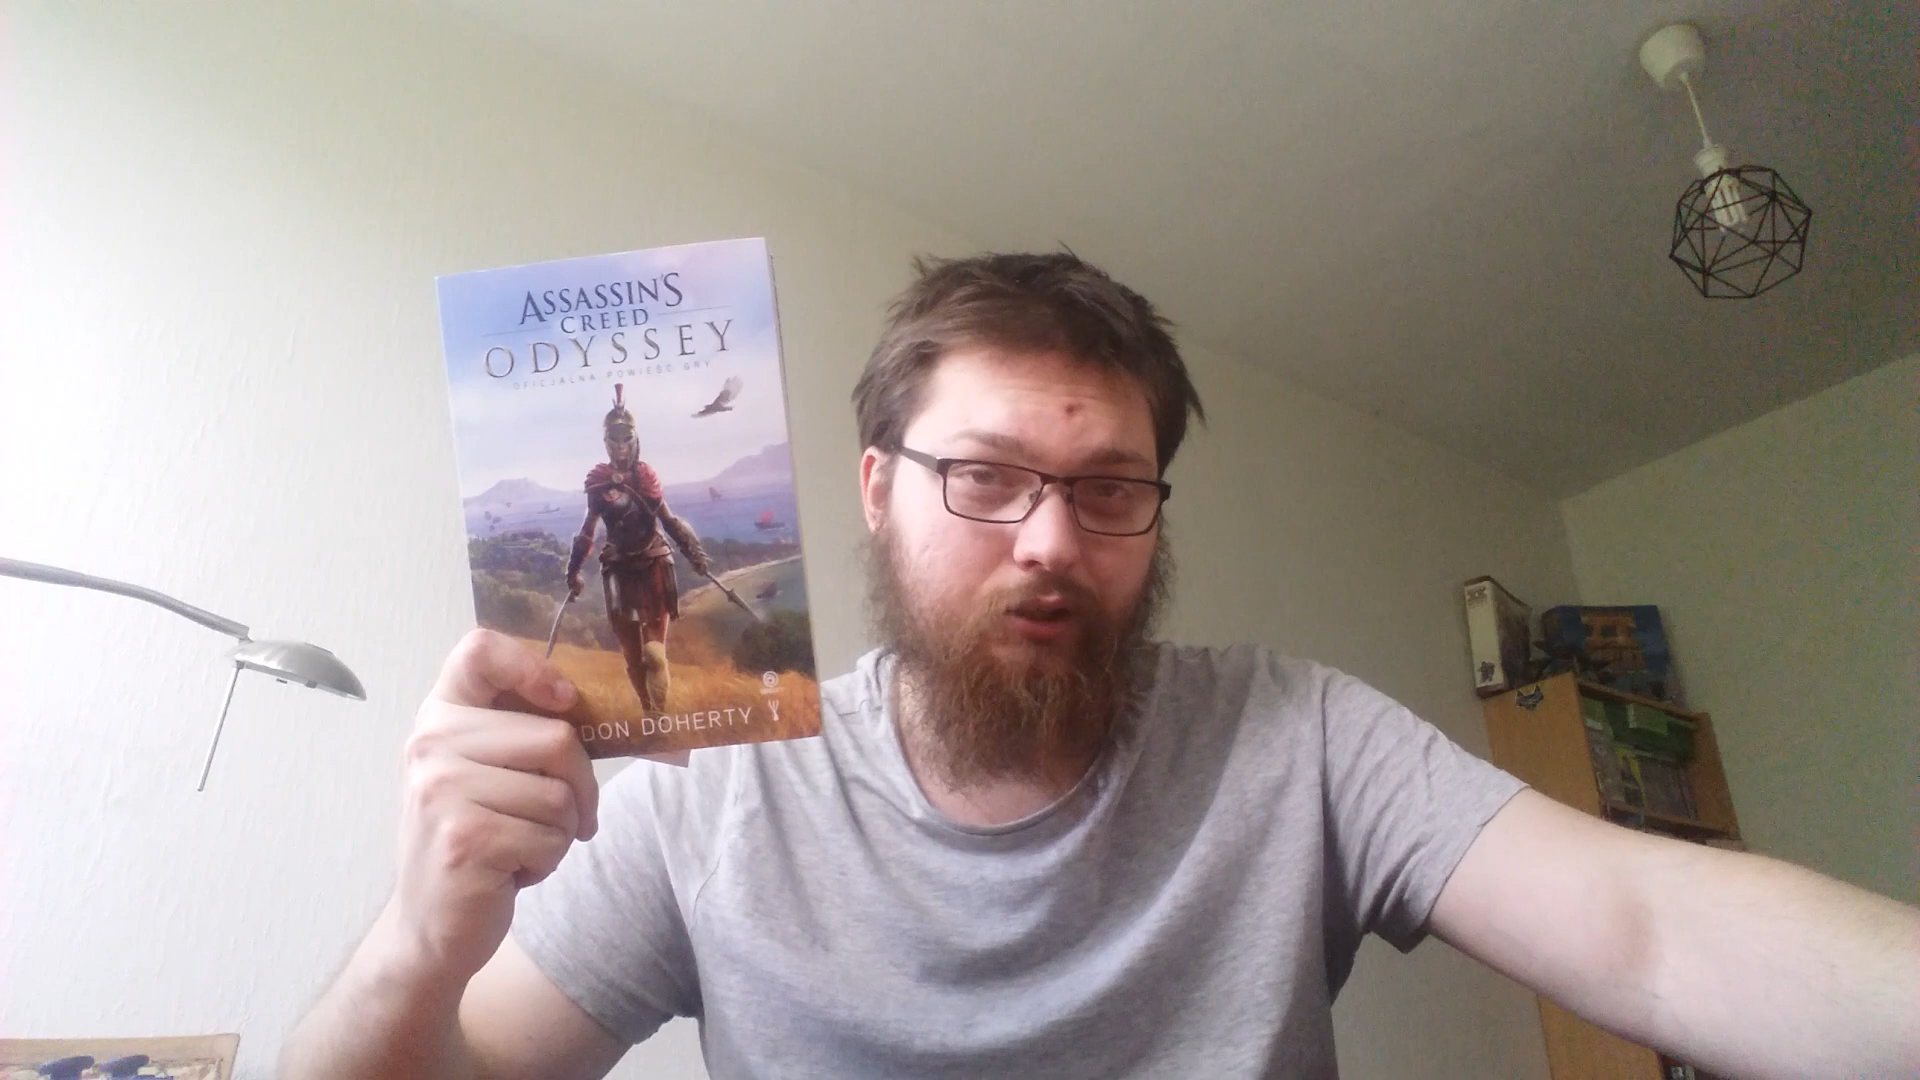 ASSASSIN'S
CREED
ODYSSEY
OFICJALNA POWIEŚĆ GRY
DON DOHERTY